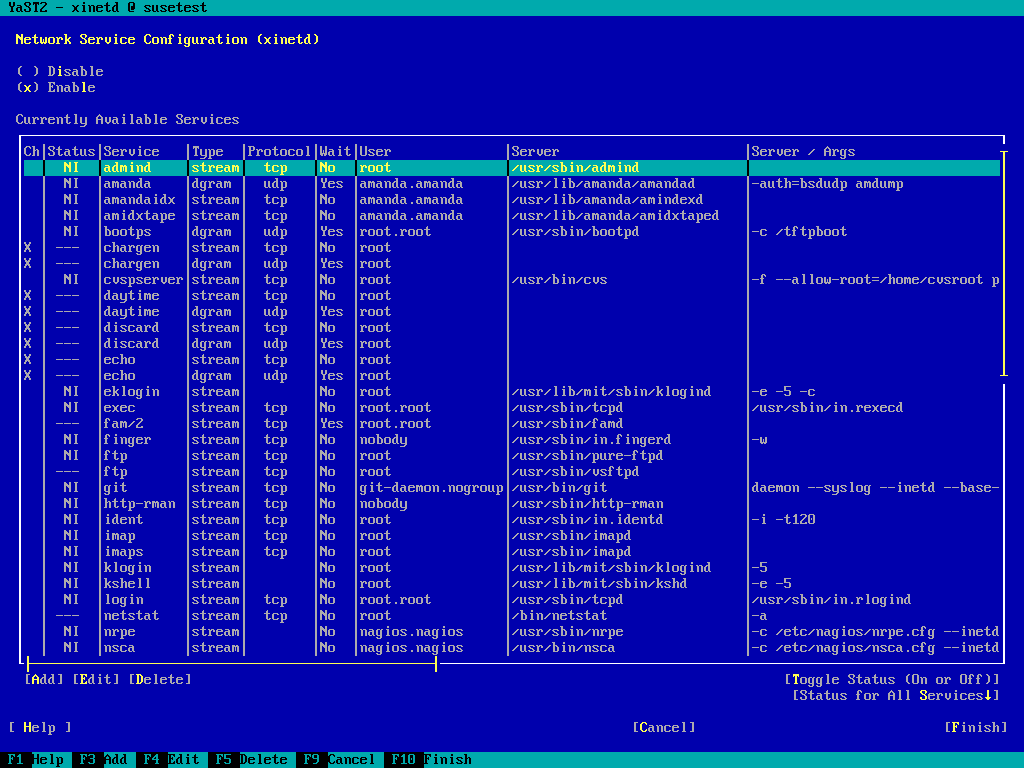 YaST2 - xinetd @ susetest
Network Service Configuration (xinetd)
( ) Disable
(x) Enable
Currently Available Services
Ch|Status|Service |Type |Protocol|Wait|User |Server |Server / Args
NI admind stream tcp No root /usr/sbin/admind
NI amanda dgram udp Yes amanda.amanda /usr/lib/amanda/amandad -auth=bsdudp amdump
NI amandaidx stream tcp No amanda.amanda /usr/lib/amanda/amindexd
NI amidxtape stream tcp No amanda.amanda /usr/lib/amanda/amidxtaped
NI bootps dgram udp Yes root.root /usr/sbin/bootpd -c /tftpboot
X --- chargen stream tcp No root
X --- chargen dgram udp Yes root
NI cvspserver stream tcp No root /usr/bin/cvs -f --allow-root=/home/cvsroot p
X --- daytime stream tcp No root
X --- daytime dgram udp Yes root
X --- discard stream tcp No root
X --- discard dgram udp Yes root
X --- echo stream tcp No root
X --- echo dgram udp Yes root
NI eklogin stream No root /usr/lib/mit/sbin/klogind -e -5 -c
NI exec stream tcp No root.root /usr/sbin/tcpd /usr/sbin/in.rexecd
--- fam/2 stream tcp Yes root.root /usr/sbin/famd
NI finger stream tcp No nobody /usr/sbin/in.fingerd -w
NI ftp stream tcp No root /usr/sbin/pure-ftpd
--- ftp stream tcp No root /usr/sbin/vsftpd
NI git stream tcp No git-daemon.nogroup /usr/bin/git daemon --syslog --inetd --base-
NI http-rman stream tcp No nobody /usr/sbin/http-rman
NI ident stream tcp No root /usr/sbin/in.identd -i -t120
NI imap stream tcp No root /usr/sbin/imapd
NI imaps stream tcp No root /usr/sbin/imapd
NI klogin stream No root /usr/lib/mit/sbin/klogind -5
NI kshell stream No root /usr/lib/mit/sbin/kshd -e -5
NI login stream tcp No root.root /usr/sbin/tcpd /usr/sbin/in.rlogind
--- netstat stream tcp No root /bin/netstat -a
NI nrpe stream No nagios.nagios /usr/sbin/nrpe -c /etc/nagios/nrpe.cfg --inetd
NI nsca stream No nagios.nagios /usr/bin/nsca -c /etc/nagios/nsca.cfg --inetd
[Add] [Edit] [Delete] [Toggle Status (On or Off)]
[Status for All Services↓]
[ Help ] [Cancel] [Finish]
F1 Help F3 Add F4 Edit F5 Delete F9 Cancel F10 Finish